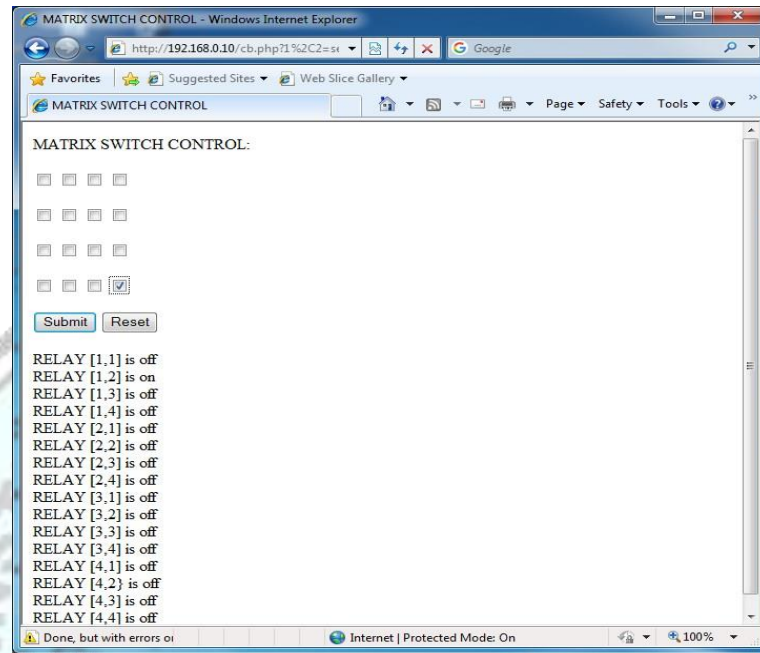 MATRIX SWITCH CONTROL - Windows Internet Explorer
http://192.168.0.10/cb.php?1%2C2=se
Google
Favorites Suggested Sites Web Slice Gallery
MATRIX SWITCH CONTROL Page Safety Tools
MATRIX SWITCH CONTROL:
Submit Reset
RELAY [1,1] is off
RELAY [1,2] is on
RELAY [1,3] is off
RELAY [1,4] is off
RELAY [2,1] is off
RELAY [2,2] is off
RELAY [2,3] is off
RELAY [2,4] is off
RELAY [3,1] is off
RELAY [3,2] is off
RELAY [3,3] is off
RELAY [3,4] is off
RELAY [4,1] is off
RELAY [4,2} is off
RELAY [4,3] is off
RELAY [4,4] is off
Done, but with errors o Internet | Protected Mode: On 100%